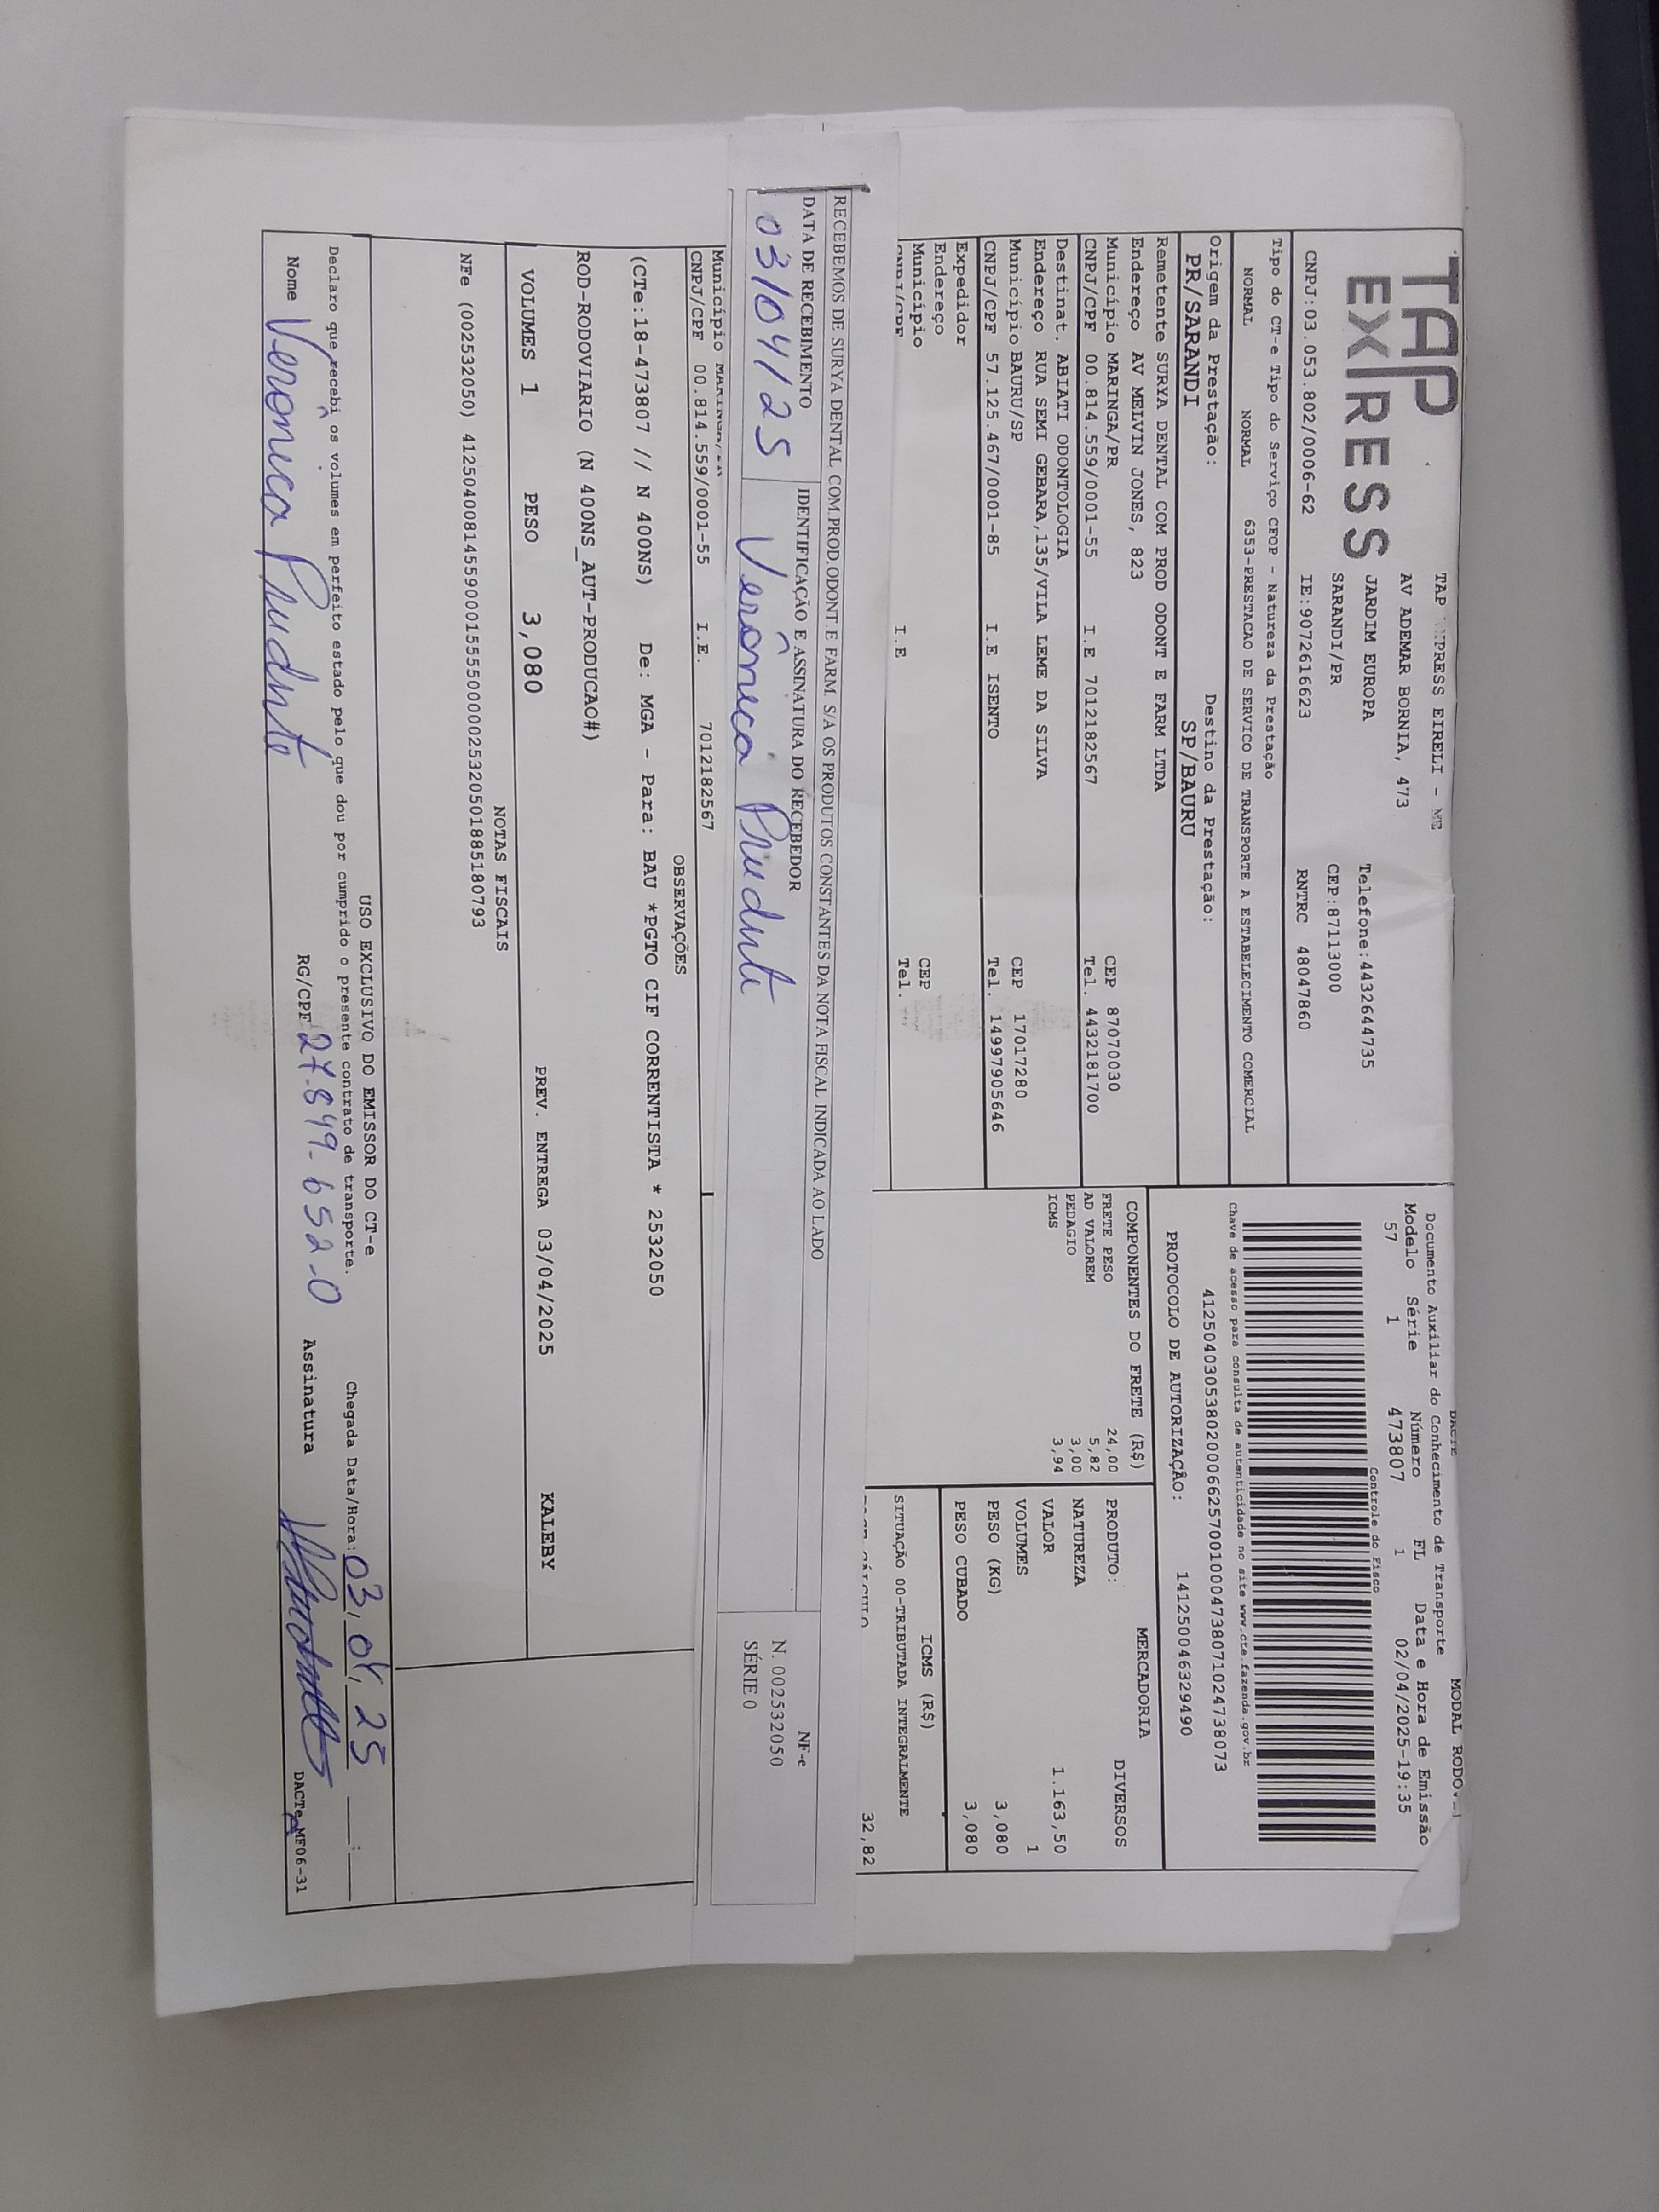 TAP
EXPRESS
TAP EXPRESS EIRELI - ME
AV ADEMAR BORNIA, 473
JARDIM EUROPA
SARANDI/PR
Telefone:4432644735
CEP:87113000
CNPJ:03.053.802/0006-62 IE:9072616623 RNTRC 48047860
DACTE MODAL RODOV
Documento Auxiliar do Conhecimento de Transporte
Modelo Série Número FL Data e Hora de Emissão
57 1 473807 1 02/04/2025-19:35
Controle do Fisco
Chave de acesso para consulta de autenticidade no site www.cte.fazenda.gov.br
41250403053802000662570010004738071024738073
PROTOCOLO DE AUTORIZAÇÃO: 141250046329490
Tipo do CT-e Tipo do Serviço CFOP - Natureza da Prestação
NORMAL NORMAL 6353-PRESTACAO DE SERVICO DE TRANSPORTE A ESTABELECIMENTO COMERCIAL
Origem da Prestação: Destino da Prestação:
PR/SARANDI SP/BAURU
Remetente SURYA DENTAL COM PROD ODONT E FARM LTDA
Endereço AV MELVIN JONES, 823
Município MARINGA/PR CEP 87070030
CNPJ/CPF 00.814.559/0001-55 I.E 7012182567 Tel. 4432181700
Destinat. ABIATI ODONTOLOGIA
Endereço RUA SEMI GEBARA,135/VILA LEME DA SILVA
Município BAURU/SP CEP 17017280
CNPJ/CPF 57.125.467/0001-85 I.E ISENTO Tel. 14997905646
Expedidor
Endereço
Município CEP
CNPJ/CPF I.E Tel.
COMPONENTES DO FRETE (R$)
FRETE PESO 24,00
AD VALOREM 5,82
PEDAGIO 3,00
ICMS 3,94
MERCADORIA
PRODUTO: DIVERSOS
NATUREZA
VALOR 1.163,50
VOLUMES 1
PESO (KG) 3,080
PESO CUBADO 3,080
ICMS (R$)
SITUAÇÃO 00-TRIBUTADA INTEGRALMENTE
32,82
RECEBEMOS DE SURYA DENTAL COM.PROD.ODONT.E FARM. S/A OS PRODUTOS CONSTANTES DA NOTA FISCAL INDICADA AO LADO
DATA DE RECEBIMENTO IDENTIFICAÇÃO E ASSINATURA DO RECEBEDOR
03/04/25 Verônica Prudente
NF-e
N. 002532050
SÉRIE 0
Município MARINGA/PR
CNPJ/CPF 00.814.559/0001-55 I.E. 7012182567
OBSERVAÇÕES
(CTe:18-473807 // N 400NS) De: MGA - Para: BAU *PGTO CIF CORRENTISTA * 2532050
ROD-RODOVIARIO (N 400NS_AUT-PRODUCAO#)
VOLUMES 1 PESO 3,080 PREV. ENTREGA 03/04/2025 KALEBY
NOTAS FISCAIS
NFe (002532050) 41250400814559000155550000025320501885180793
USO EXCLUSIVO DO EMISSOR DO CT-e
Declaro que recebi os volumes em perfeito estado pelo que dou por cumprido o presente contrato de transporte.
Chegada Data/Hora: 03, 04, 25 __:__
Nome Verônica Prudente RG/CPF 27.849-652-0 Assinatura
DACTe MF06-31